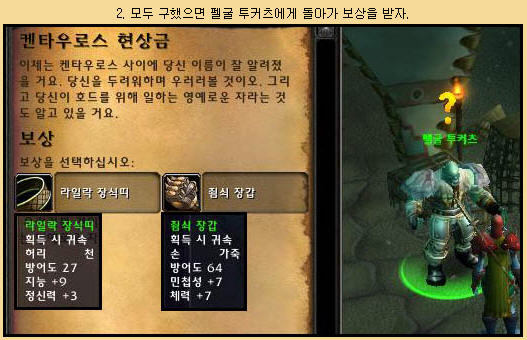 2. 모두 구했으면 펠굴 투커츠에게 돌아가 보상을 받자.
켄타우로스 현상금
이제는 켄타우로스 사이에 당신 이름이 잘 알려졌
을 거요. 당신을 두려워하며 우러러볼 것이오. 그리
고 당신이 호드를 위해 일하는 영예로운 자라는 것
도 알고 있을 거요.
보상
보상을 선택하십시오:
라일락 장식띠
죔쇠 장갑
라일락 장식띠
획득 시 귀속
허리 천
방어도 27
지능 +9
정신력 +3
죔쇠 장갑
획득 시 귀속
손 가죽
방어도 64
민첩성 +7
체력 +7
?
펠굴 투커츠